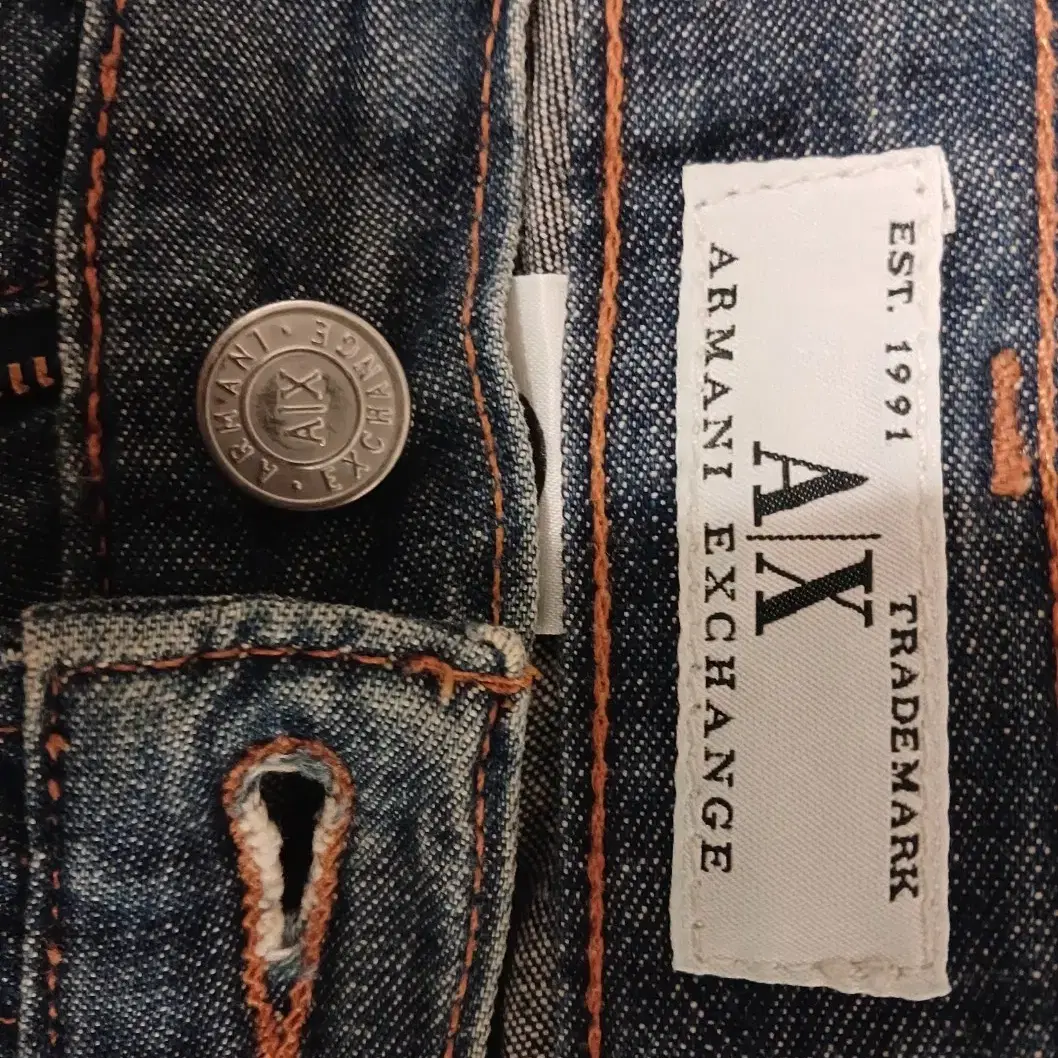 ARMANI · EXCHANGE ·
A|X
EST. 1991 TRADEMARK
A|X
ARMANI EXCHANGE